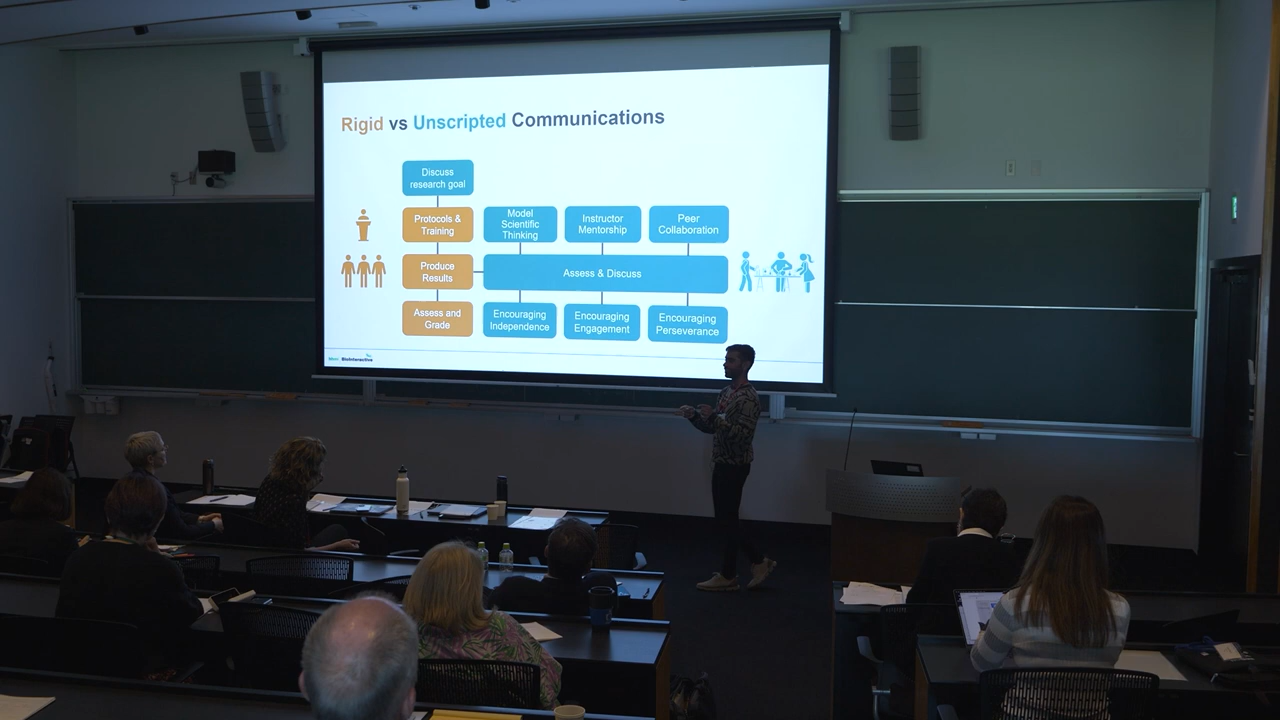 Rigid vs Unscripted Communications
Discuss
research goal
Protocols &
Training
Model
Scientific
Thinking
Instructor
Mentorship
Peer
Collaboration
Produce
Results
Assess & Discuss
Assess and
Grade
Encouraging
Independence
Encouraging
Engagement
Encouraging
Perseverance
BioInteractive